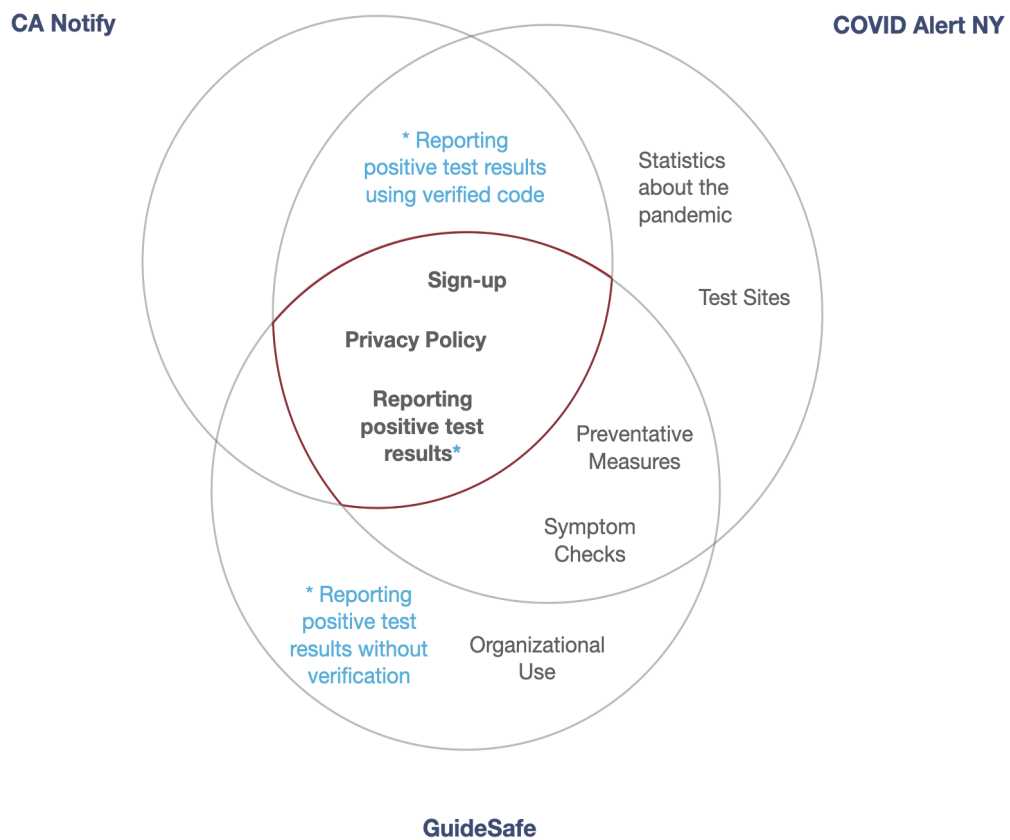 CA Notify
COVID Alert NY
* Reporting
positive test results
using verified code
Statistics
about the
pandemic
Sign-up
Test Sites
Privacy Policy
Reporting
positive test
results*
Preventative
Measures
Symptom
Checks
* Reporting
positive test
results without
verification
Organizational
Use
GuideSafe